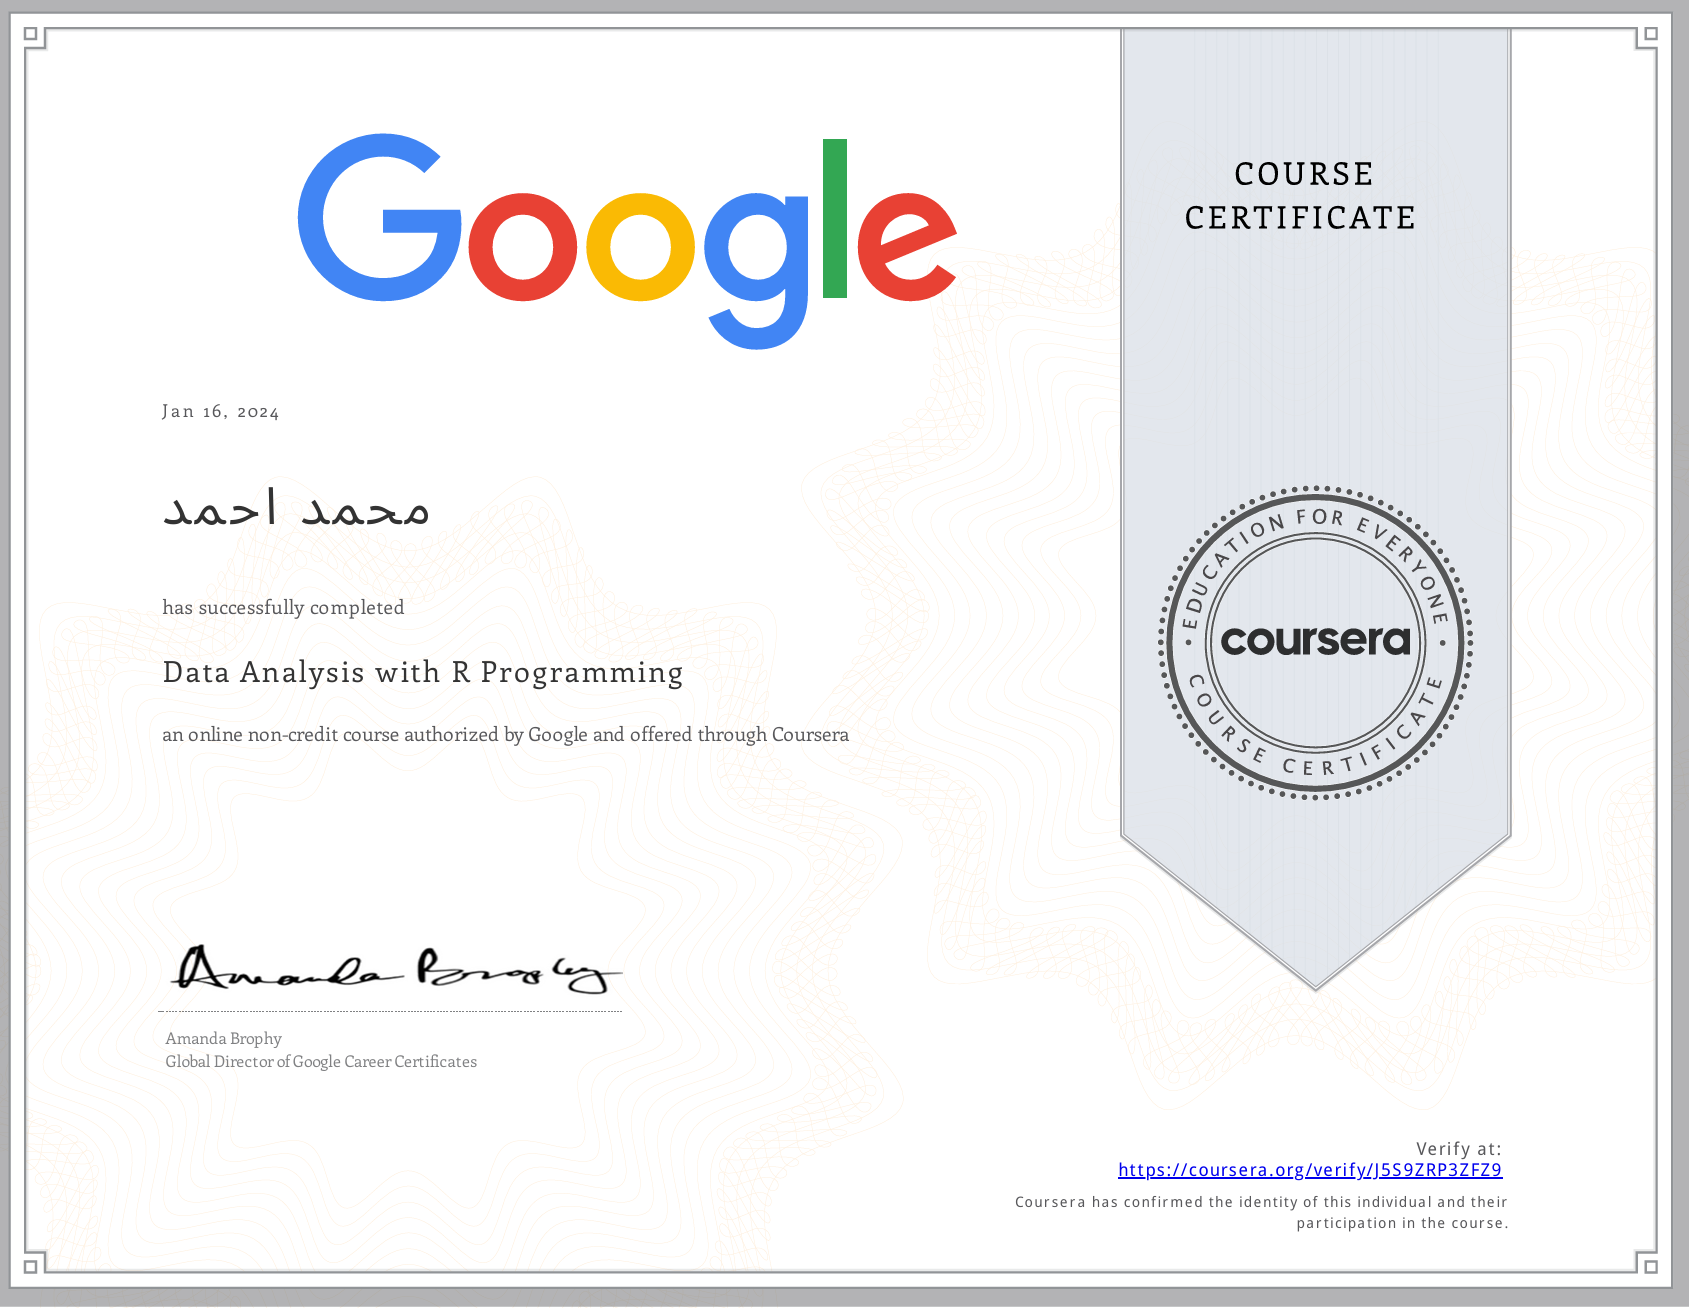 Google
COURSE
CERTIFICATE
Jan 16, 2024
محمد احمد
has successfully completed
Data Analysis with R Programming
an online non-credit course authorized by Google and offered through Coursera
EDUCATION FOR EVERYONE
coursera
COURSE CERTIFICATE
Amanda Brophy
Amanda Brophy
Global Director of Google Career Certificates
Verify at:
https://coursera.org/verify/J5S9ZRP3ZFZ9
Coursera has confirmed the identity of this individual and their
participation in the course.